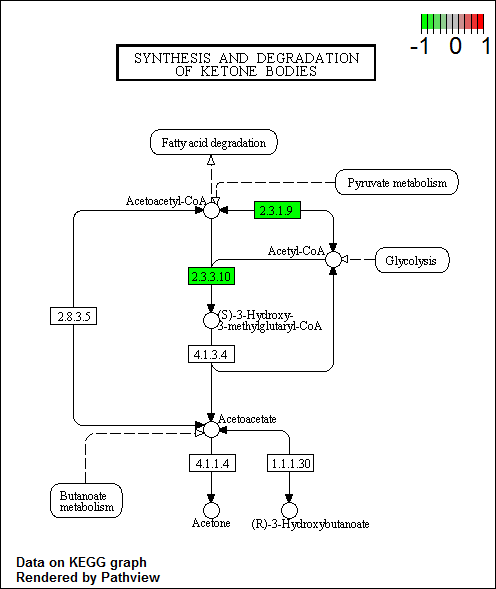 -1 0 1
SYNTHESIS AND DEGRADATION
OF KETONE BODIES
Fatty acid degradation
Pyruvate metabolism
Acetoacetyl-CoA
2.3.1.9
Acetyl-CoA
Glycolysis
2.3.3.10
2.8.3.5
(S)-3-Hydroxy-
3-methylglutaryl-CoA
4.1.3.4
Acetoacetate
4.1.1.4
1.1.1.30
Butanoate
metabolism
Acetone
(R)-3-Hydroxybutanoate
Data on KEGG graph
Rendered by Pathview